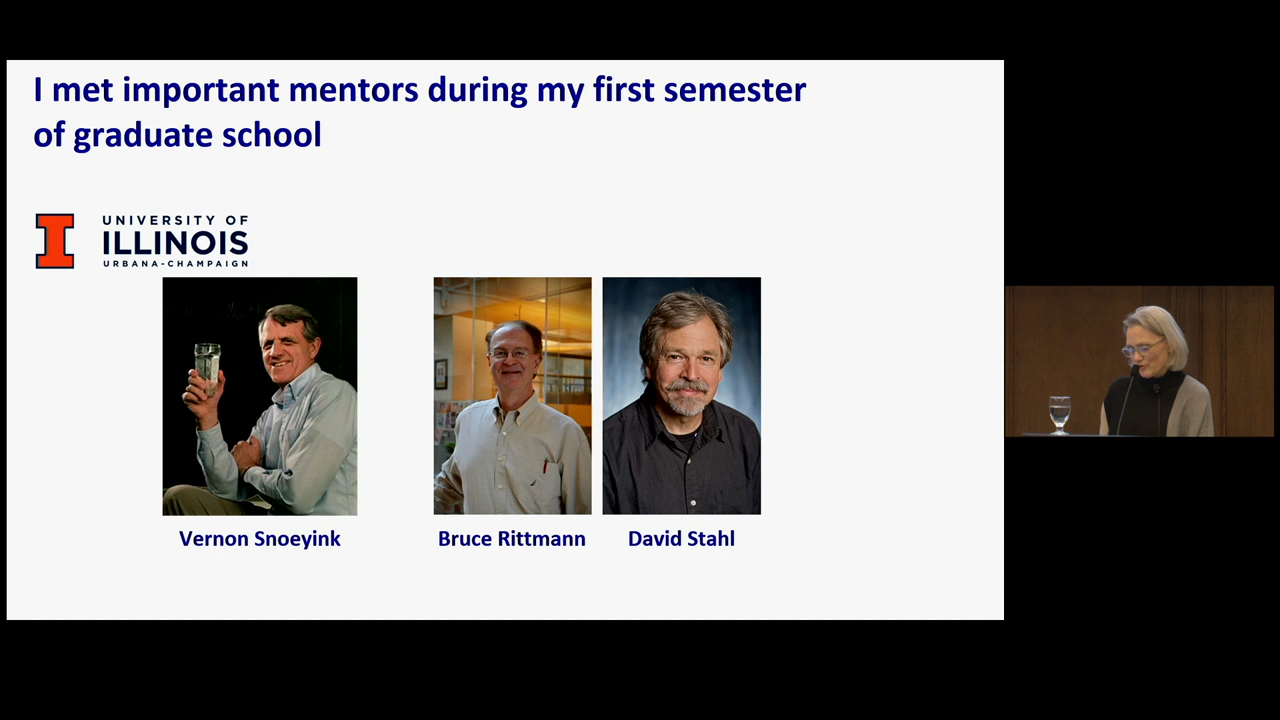 I met important mentors during my first semester
of graduate school
UNIVERSITY OF
ILLINOIS
URBANA-CHAMPAIGN
Vernon Snoeyink
Bruce Rittmann
David Stahl